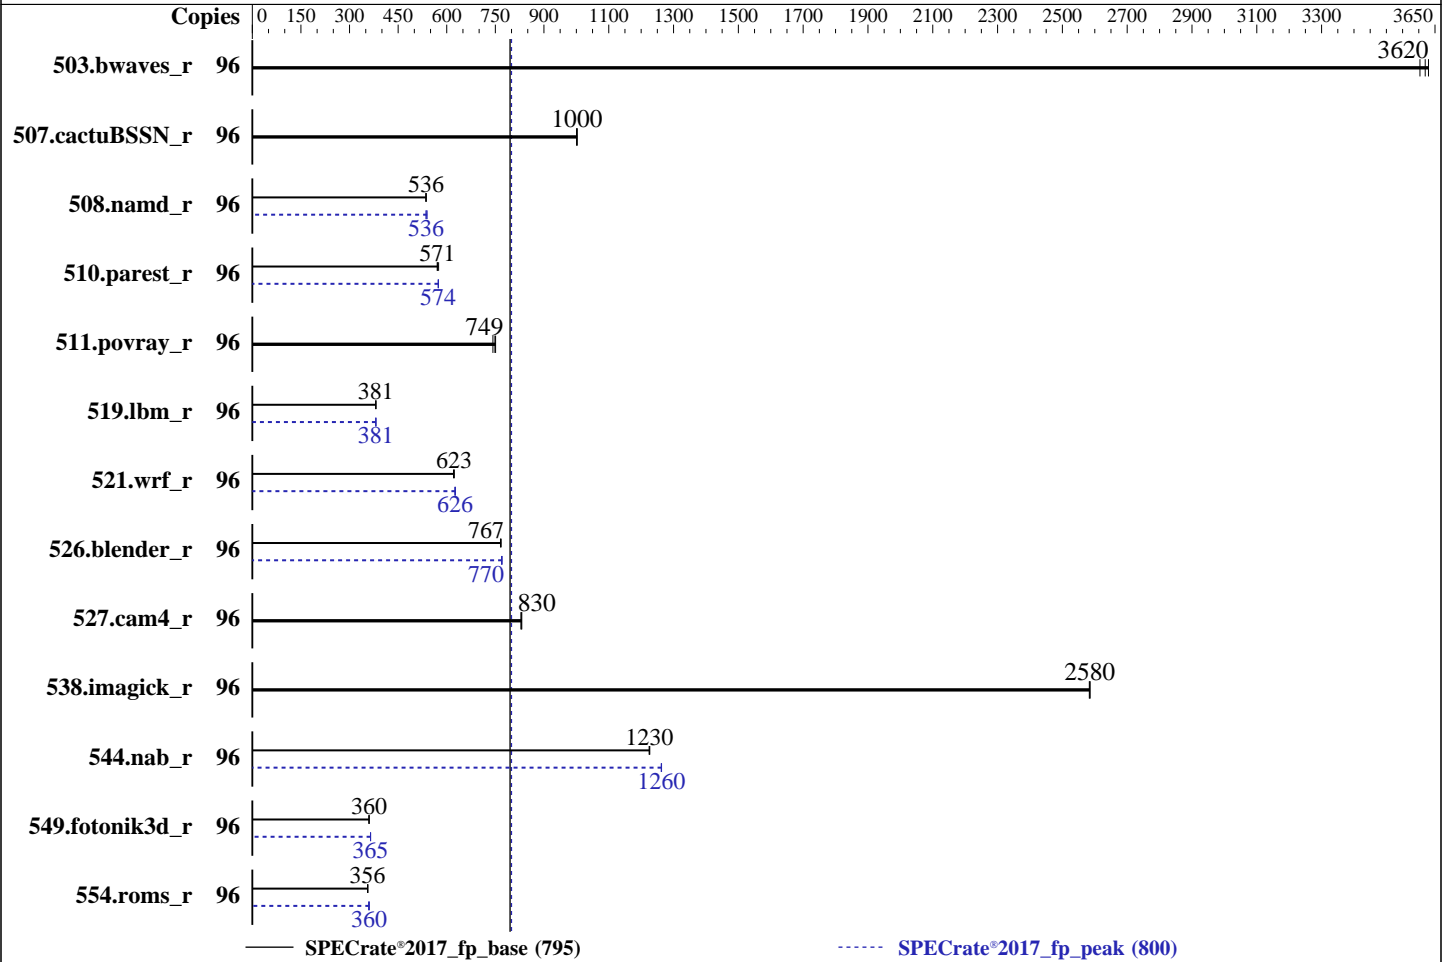 Copies 0 150 300 450 600 750 900 1100 1300 1500 1700 1900 2100 2300 2500 2700 2900 3100 3300 3650
503.bwaves_r 96 3620
507.cactuBSSN_r 96 1000
508.namd_r 96 536
536
510.parest_r 96 571
574
511.povray_r 96 749
519.lbm_r 96 381
381
521.wrf_r 96 623
626
526.blender_r 96 767
770
527.cam4_r 96 830
538.imagick_r 96 2580
544.nab_r 96 1230
1260
549.fotonik3d_r 96 360
365
554.roms_r 96 356
360
SPECrate®2017_fp_base (795) SPECrate®2017_fp_peak (800)